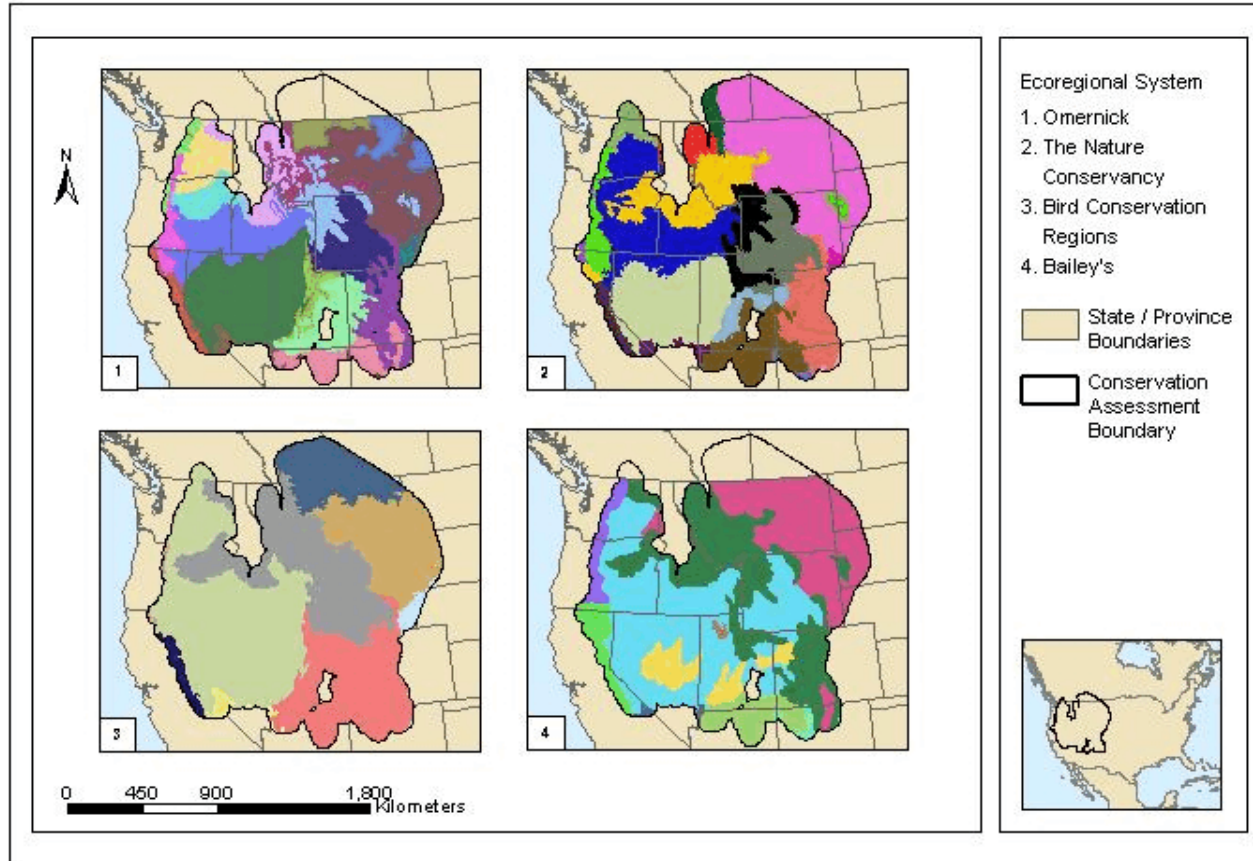 N
1
2
3
4
0 450 900 1,800
Kilometers
Ecoregional System
1. Omernick
2. The Nature
Conservancy
3. Bird Conservation
Regions
4. Bailey's
State / Province
Boundaries
Conservation
Assessment
Boundary